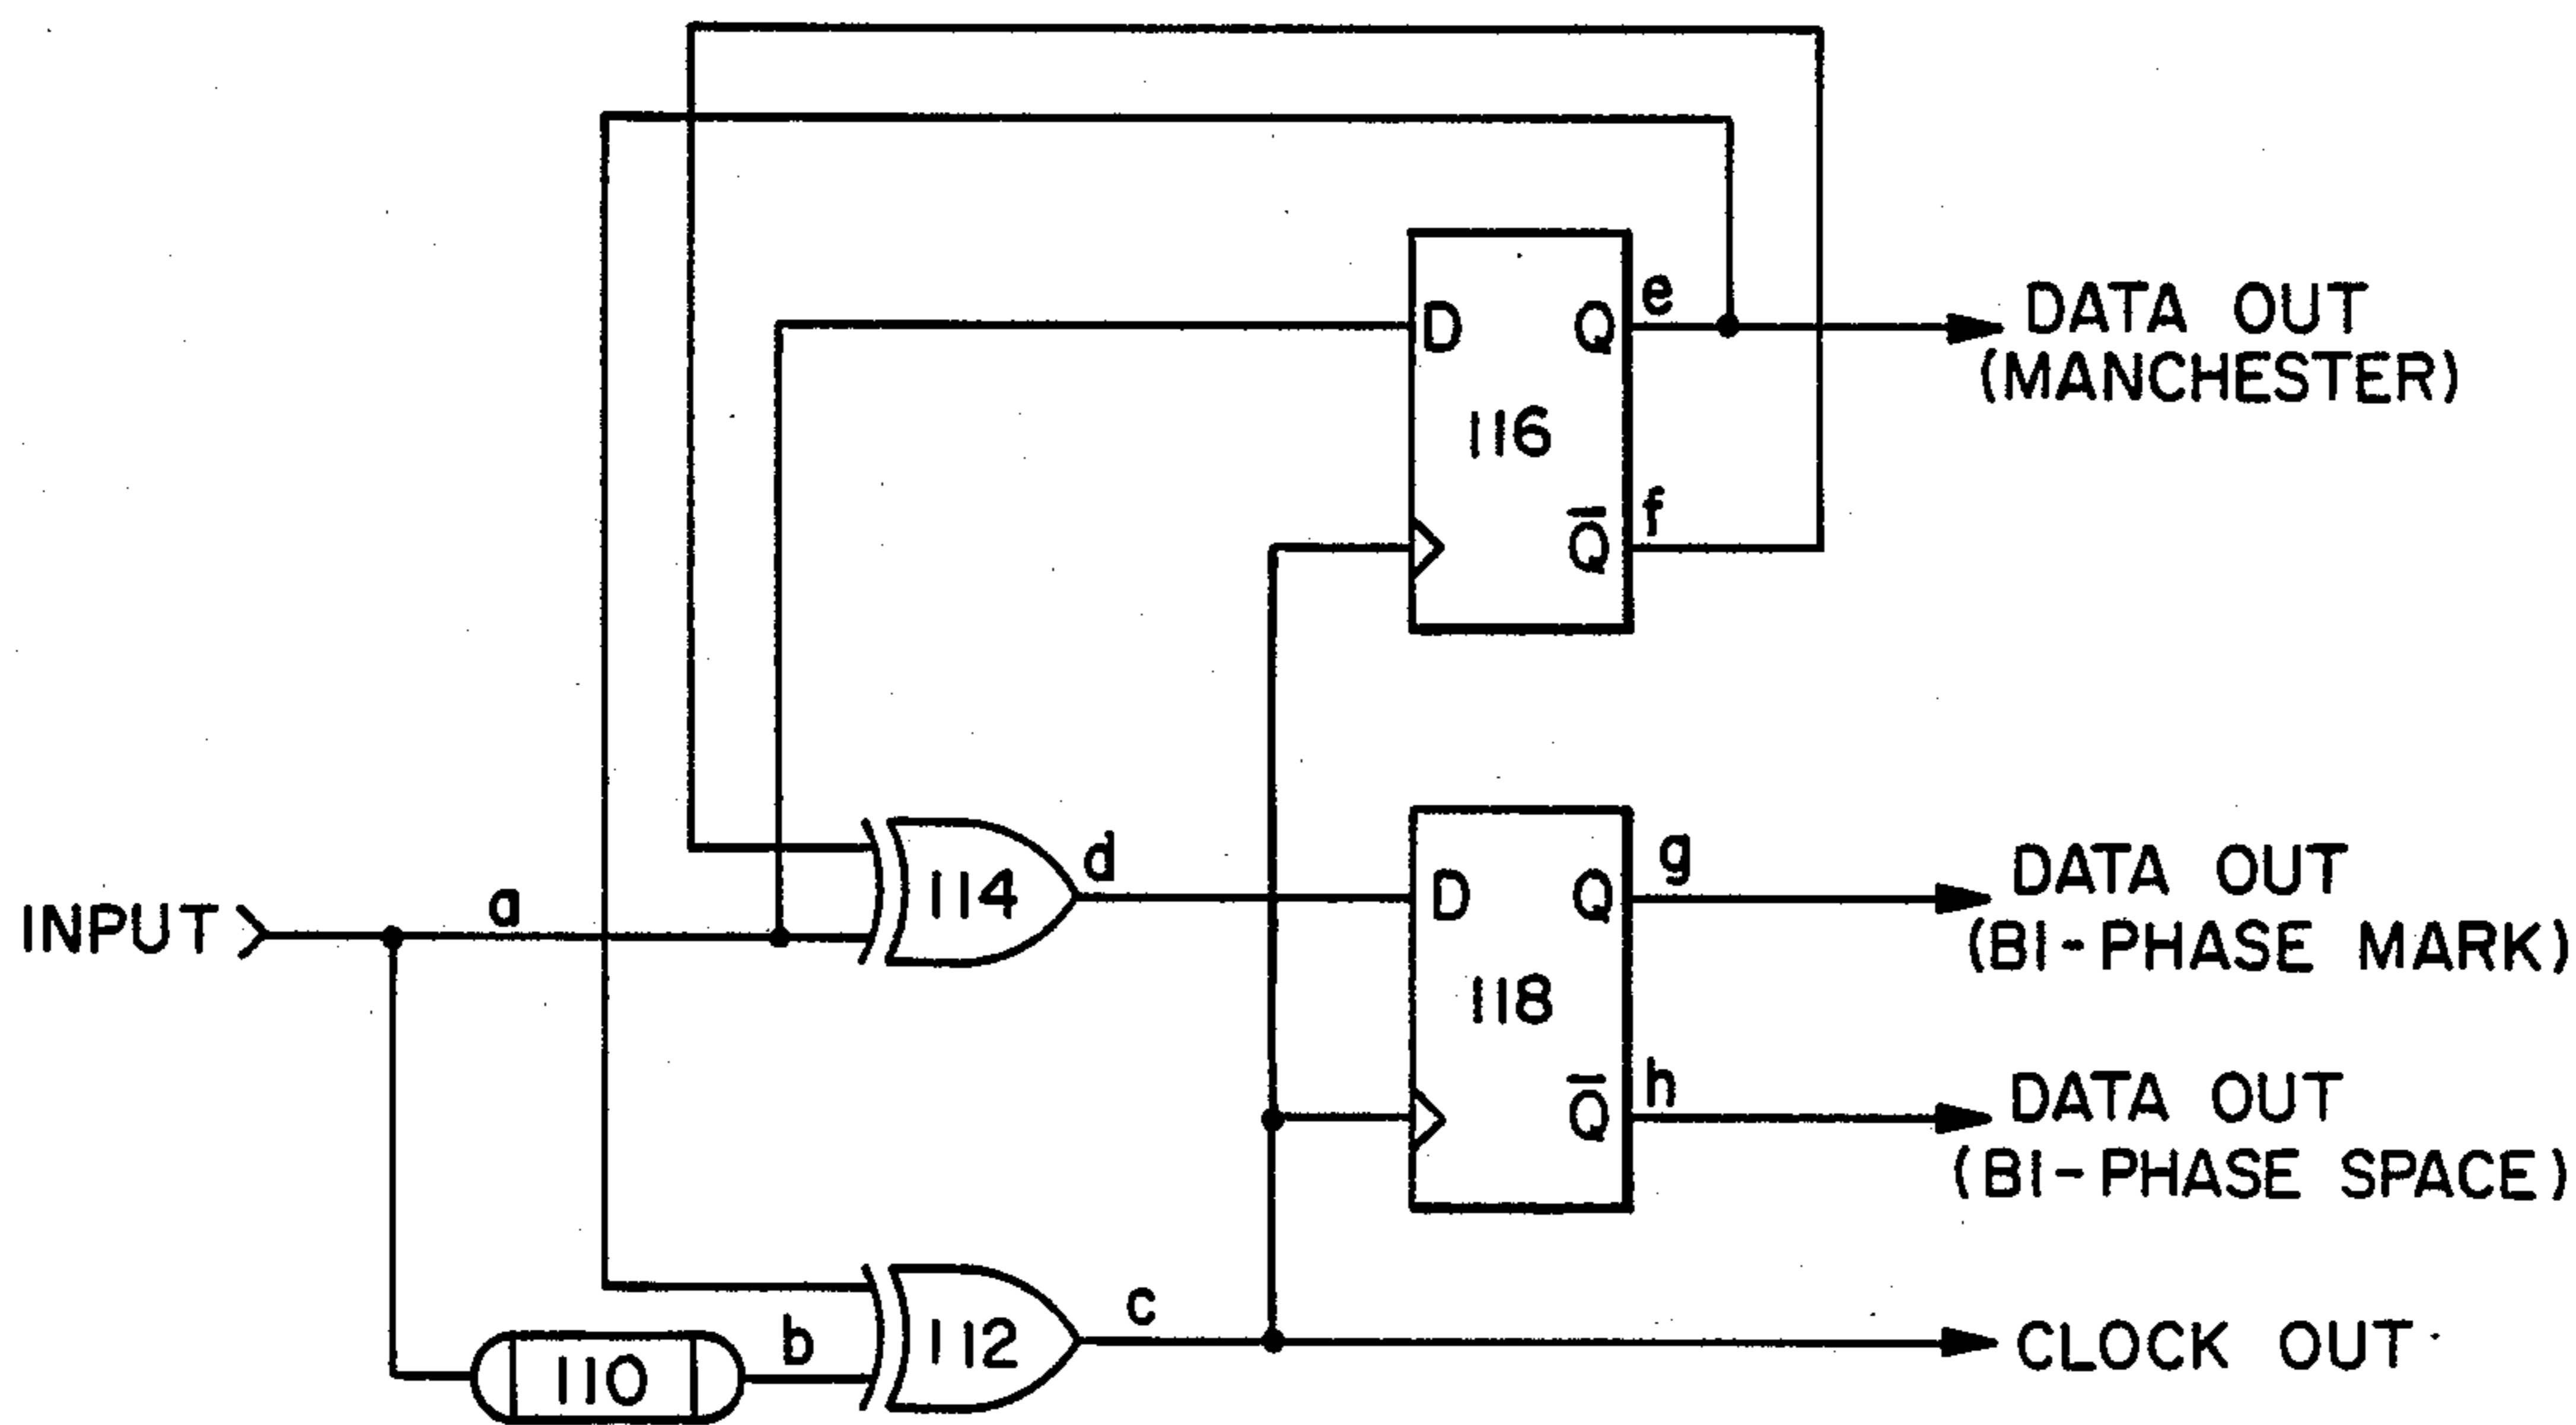 e
DATA OUT
(MANCHESTER)
D
Q
116
f
Q̅
d
g
DATA OUT
(BI-PHASE MARK)
114
D
Q
INPUT
a
118
h
DATA OUT
(BI-PHASE SPACE)
Q̅
c
b
112
CLOCK OUT
110